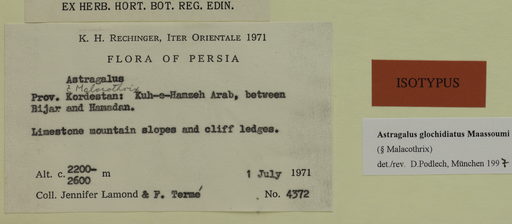 EX HERB. HORT. BOT. REG. EDIN.
K. H. RECHINGER, ITER ORIENTALE 1971
FLORA OF PERSIA
Astragalus
§ Malacothrix
Prov. Kordestan: Kuh-e-Hamzeh Arab, between
Bijar and Hamadan.
Limestone mountain slopes and cliff ledges.
Alt. c. 2200-
2600 m
1 July 1971
Coll. Jennifer Lamond & F. Termé
No. 4372
ISOTYPUS
Astragalus glochidiatus Maassoumi
(§ Malacothrix)
det./rev. D.Podlech, München 1997